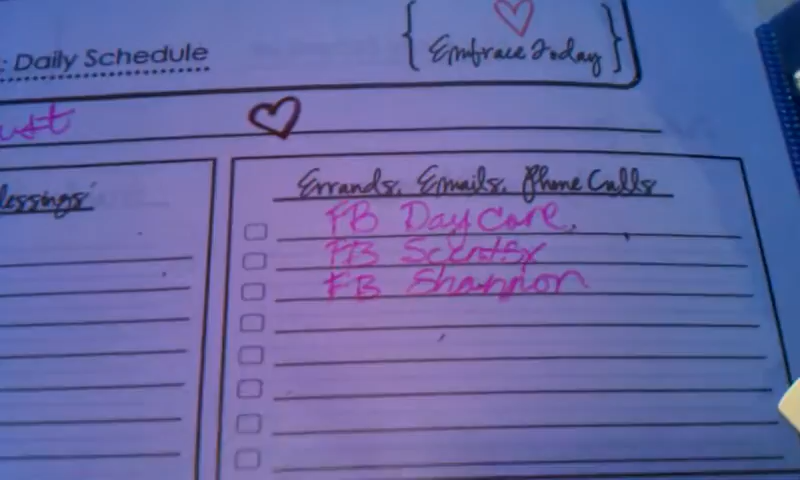 : Daily Schedule
Embrace Today
Errands, Emails, Phone Calls
FB Daycare.
FB Scentsy
FB Shannon